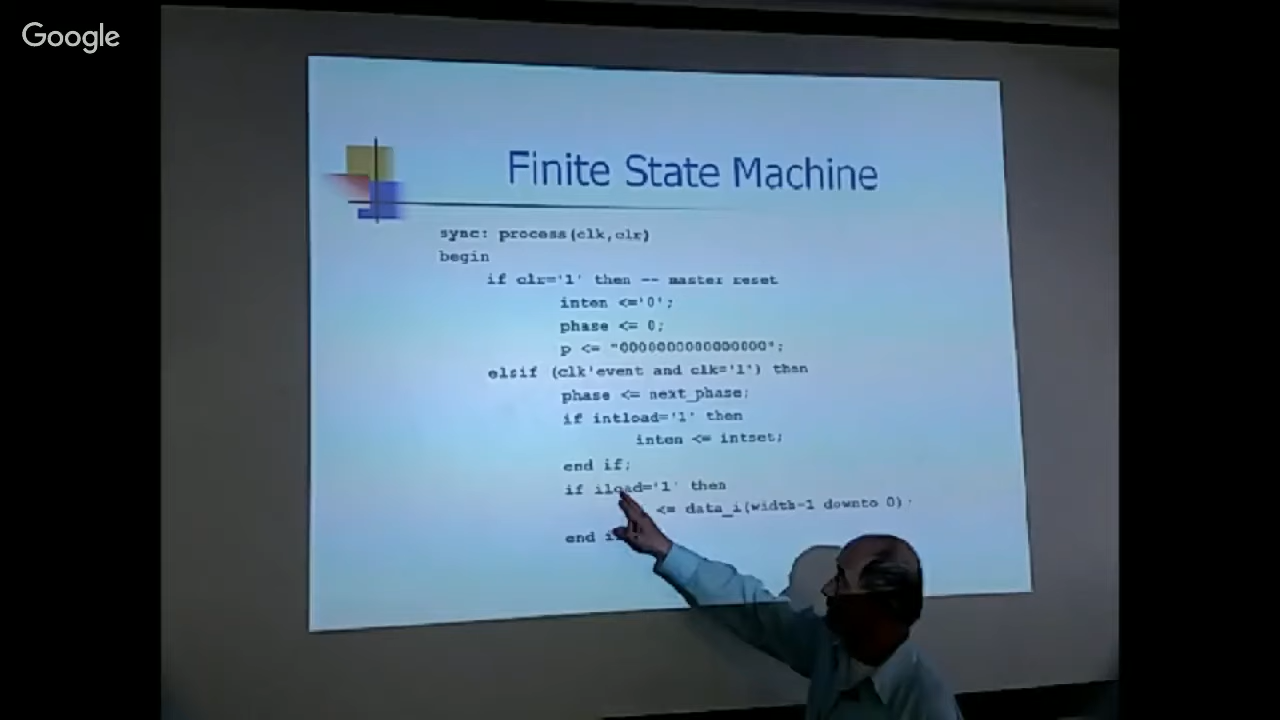 Google
Finite State Machine
sync: process(clk,clr)
begin
if clr='1' then -- master reset
inten <='0';
phase <= 0;
p <= "0000000000000000";
elsif (clk'event and clk='1') then
phase <= next_phase;
if intload='1' then
inten <= intset;
end if;
if iload='1' then
<= data_i(width-1 downto 0)
end